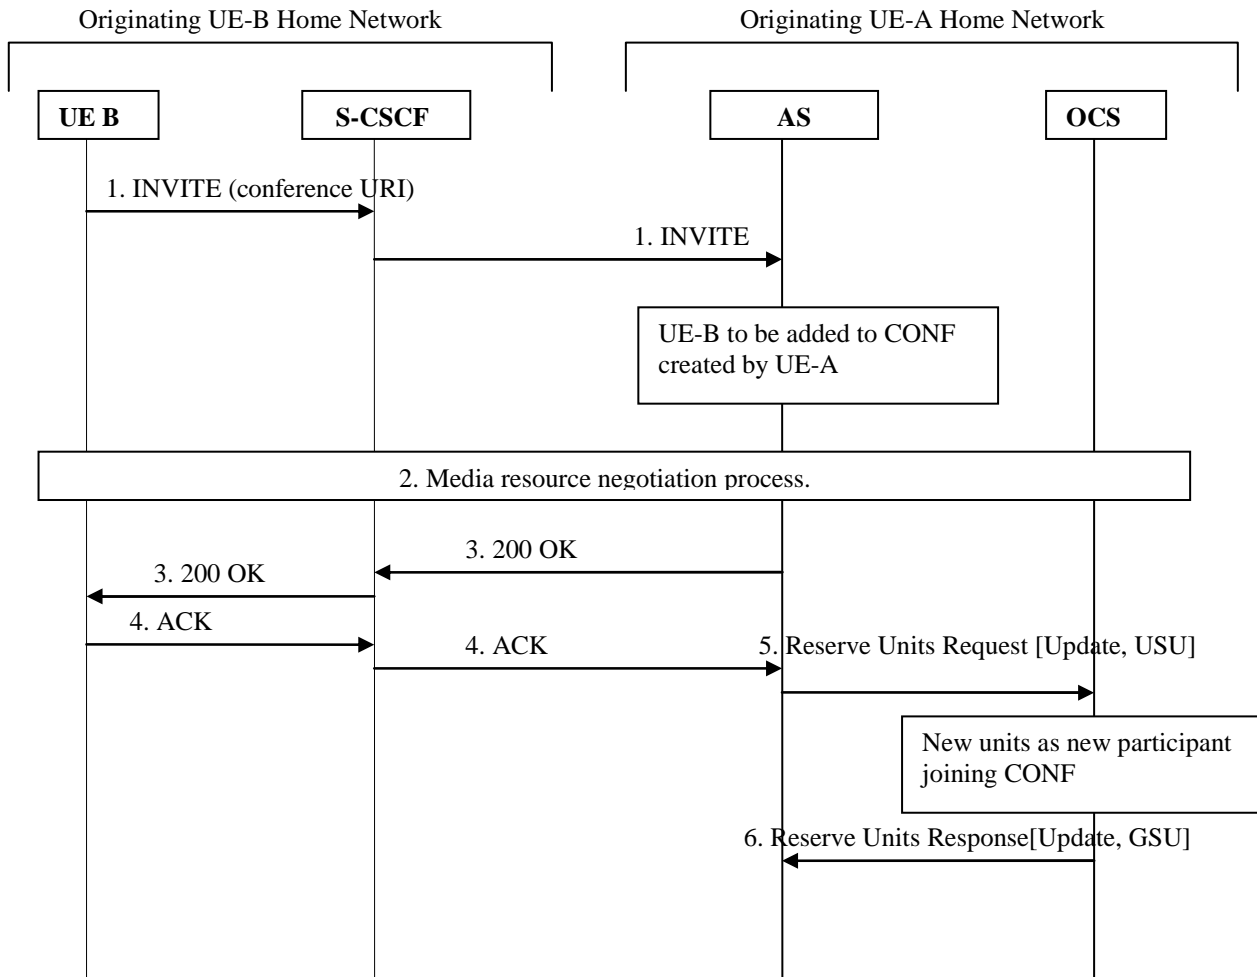 Originating UE-B Home Network
Originating UE-A Home Network
UE B
S-CSCF
AS
OCS
1. INVITE (conference URI)
1. INVITE
UE-B to be added to CONF
created by UE-A
2. Media resource negotiation process.
3. 200 OK
3. 200 OK
4. ACK
4. ACK
5. Reserve Units Request [Update, USU]
New units as new participant
joining CONF
6. Reserve Units Response[Update, GSU]